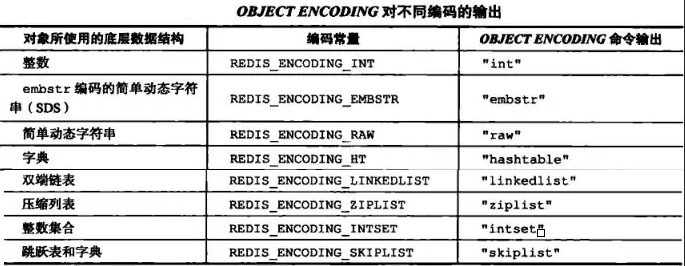 OBJECT ENCODING 对不同编码的输出
对象所使用的底层数据结构 编码常量 OBJECT ENCODING 命令输出
整数 REDIS_ENCODING_INT "int"
embstr 编码的简单动态字符
串（SDS） REDIS_ENCODING_EMBSTR "embstr"
简单动态字符串 REDIS_ENCODING_RAW "raw"
字典 REDIS_ENCODING_HT "hashtable"
双端链表 REDIS_ENCODING_LINKEDLIST "linkedlist"
压缩列表 REDIS_ENCODING_ZIPLIST "ziplist"
整数集合 REDIS_ENCODING_INTSET "intset"
跳跃表和字典 REDIS_ENCODING_SKIPLIST "skiplist"